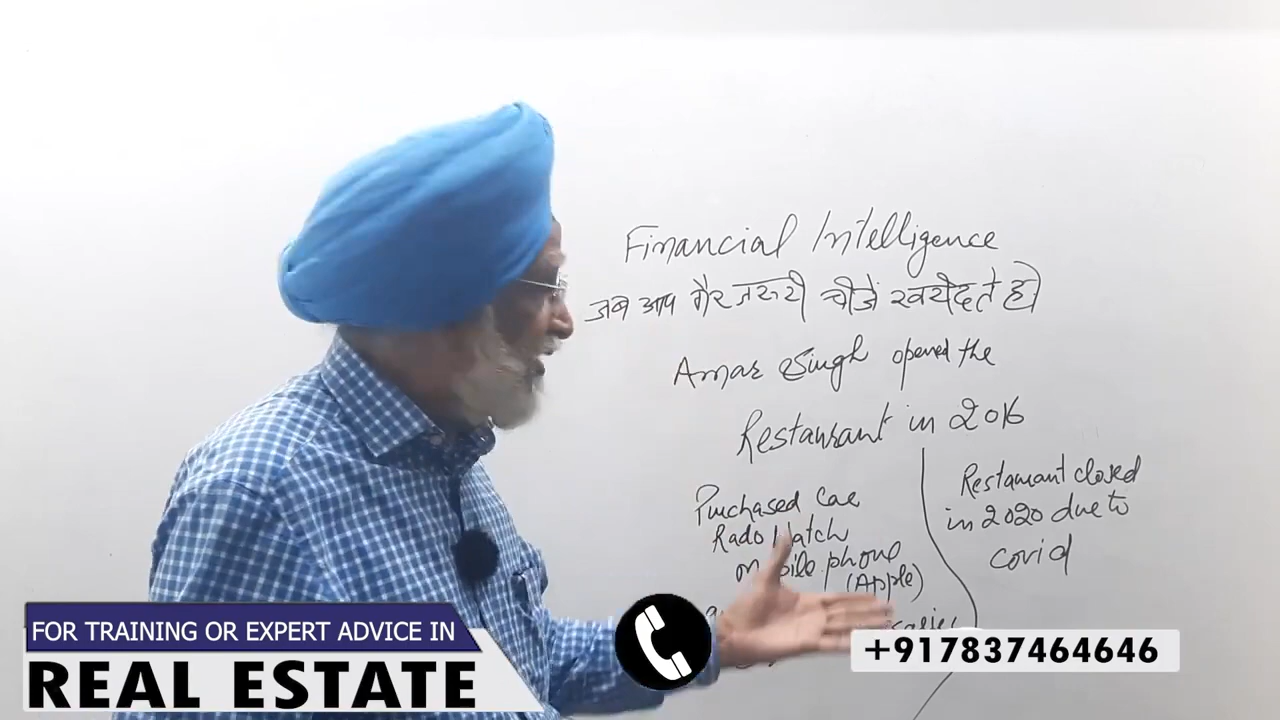 Financial Intelligence
जब आप गैर जरूरी चीजें खरीदते है)
Amar Singh opened the
Restaurant in 2016
Purchased Car
Rado Watch
mobile phone
(Apple)
Restaurant closed
in 2020 due to
covid
FOR TRAINING OR EXPERT ADVICE IN
REAL ESTATE
+917837464646